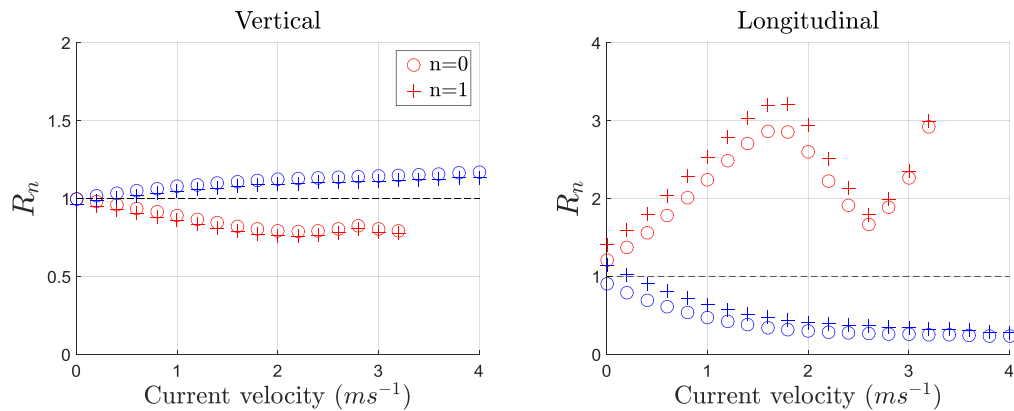 Vertical
2
1.5
1
0.5
0
0 1 2 3 4
R_n
Current velocity (ms^{-1})
n=0
n=1
Longitudinal
4
3
2
1
0
0 1 2 3 4
R_n
Current velocity (ms^{-1})